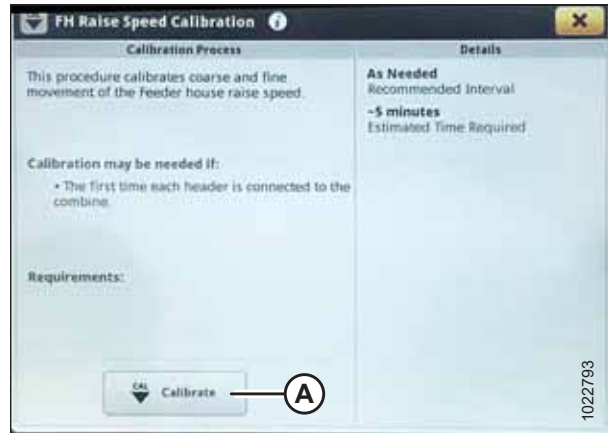 FH Raise Speed Calibration i
Calibration Process
This procedure calibrates coarse and fine
movement of the Feeder house raise speed.
Calibration may be needed if:
• The first time each header is connected to the
combine.
Requirements:
CAL Calibrate
A
Details
As Needed
Recommended Interval
~5 minutes
Estimated Time Required
1022793